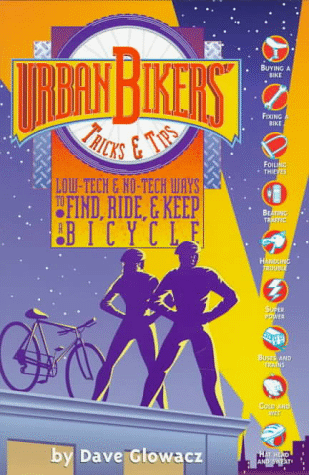 URBAN BIKERS'
TRICKS & TIPS
LOW-TECH & NO-TECH WAYS
TO FIND, RIDE, & KEEP
A BICYCLE
BUYING A
BIKE
FIXING A
BIKE
FOILING
THIEVES
BEATING
TRAFFIC
HANDLING
TROUBLE
SUPER
POWER
BUSES AND
TRAINS
COLD AND
WET
HAT HEAD
AND SWEAT!
by Dave Glowacz